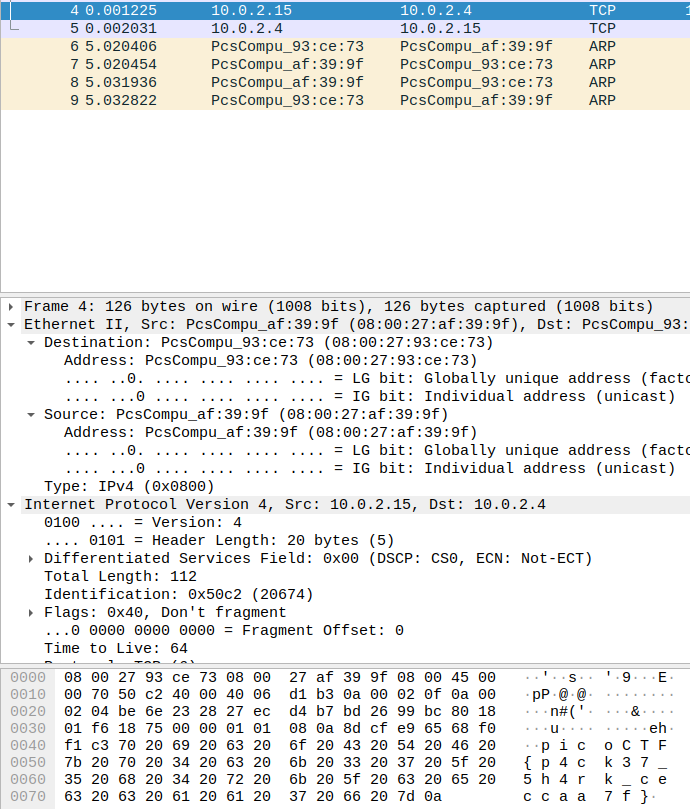 4 0.001225 10.0.2.15 10.0.2.4 TCP
5 0.002031 10.0.2.4 10.0.2.15 TCP
6 5.020406 PcsCompu_93:ce:73 PcsCompu_af:39:9f ARP
7 5.020454 PcsCompu_af:39:9f PcsCompu_93:ce:73 ARP
8 5.031936 PcsCompu_af:39:9f PcsCompu_93:ce:73 ARP
9 5.032822 PcsCompu_93:ce:73 PcsCompu_af:39:9f ARP
Frame 4: 126 bytes on wire (1008 bits), 126 bytes captured (1008 bits)
Ethernet II, Src: PcsCompu_af:39:9f (08:00:27:af:39:9f), Dst: PcsCompu_93:
Destination: PcsCompu_93:ce:73 (08:00:27:93:ce:73)
Address: PcsCompu_93:ce:73 (08:00:27:93:ce:73)
.... ..0. .... .... .... .... = LG bit: Globally unique address (facto
.... ...0 .... .... .... .... = IG bit: Individual address (unicast)
Source: PcsCompu_af:39:9f (08:00:27:af:39:9f)
Address: PcsCompu_af:39:9f (08:00:27:af:39:9f)
.... ..0. .... .... .... .... = LG bit: Globally unique address (facto
.... ...0 .... .... .... .... = IG bit: Individual address (unicast)
Type: IPv4 (0x0800)
Internet Protocol Version 4, Src: 10.0.2.15, Dst: 10.0.2.4
0100 .... = Version: 4
.... 0101 = Header Length: 20 bytes (5)
Differentiated Services Field: 0x00 (DSCP: CS0, ECN: Not-ECT)
Total Length: 112
Identification: 0x50c2 (20674)
Flags: 0x40, Don't fragment
...0 0000 0000 0000 = Fragment Offset: 0
Time to Live: 64
0000 08 00 27 93 ce 73 08 00 27 af 39 9f 08 00 45 00 ··'··s·· '·9···E·
0010 00 70 50 c2 40 00 40 06 d1 b3 0a 00 02 0f 0a 00 ·pP·@·@· ········
0020 02 04 be 6e 23 28 27 ec d4 b7 bd 26 99 bc 80 18 ···n#('· ···&····
0030 01 f6 18 75 00 00 01 01 08 0a 8d cf e9 65 68 f0 ···u···· ·····eh·
0040 f1 c3 70 20 69 20 63 20 6f 20 43 20 54 20 46 20 ··p i c o C T F
0050 7b 20 70 20 34 20 63 20 6b 20 33 20 37 20 5f 20 { p 4 c k 3 7 _
0060 35 20 68 20 34 20 72 20 6b 20 5f 20 63 20 65 20 5 h 4 r k _ c e
0070 63 20 63 20 61 20 61 20 37 20 66 20 7d 0a c c a a 7 f }·